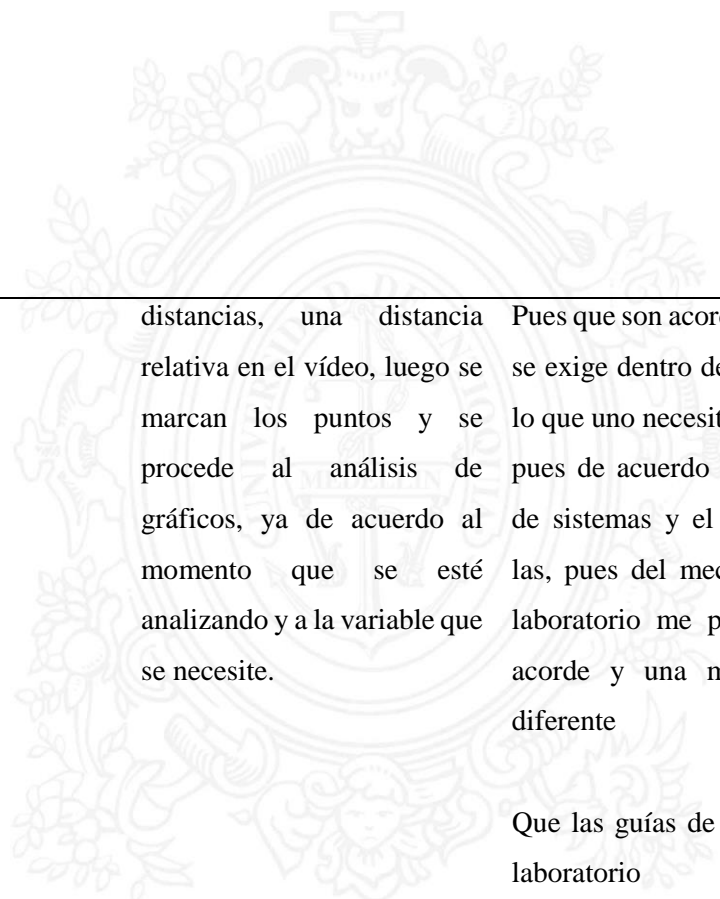 distancias, una distancia
relativa en el vídeo, luego se
marcan los puntos y se
procede al análisis de
gráficos, ya de acuerdo al
momento que se esté
analizando y a la variable que
se necesite.
Pues que son
se exige dentro
lo que uno
pues de acuerdo
de sistemas y el
las, pues del
laboratorio me
acorde y una
diferente
Que las guías de
laboratorio